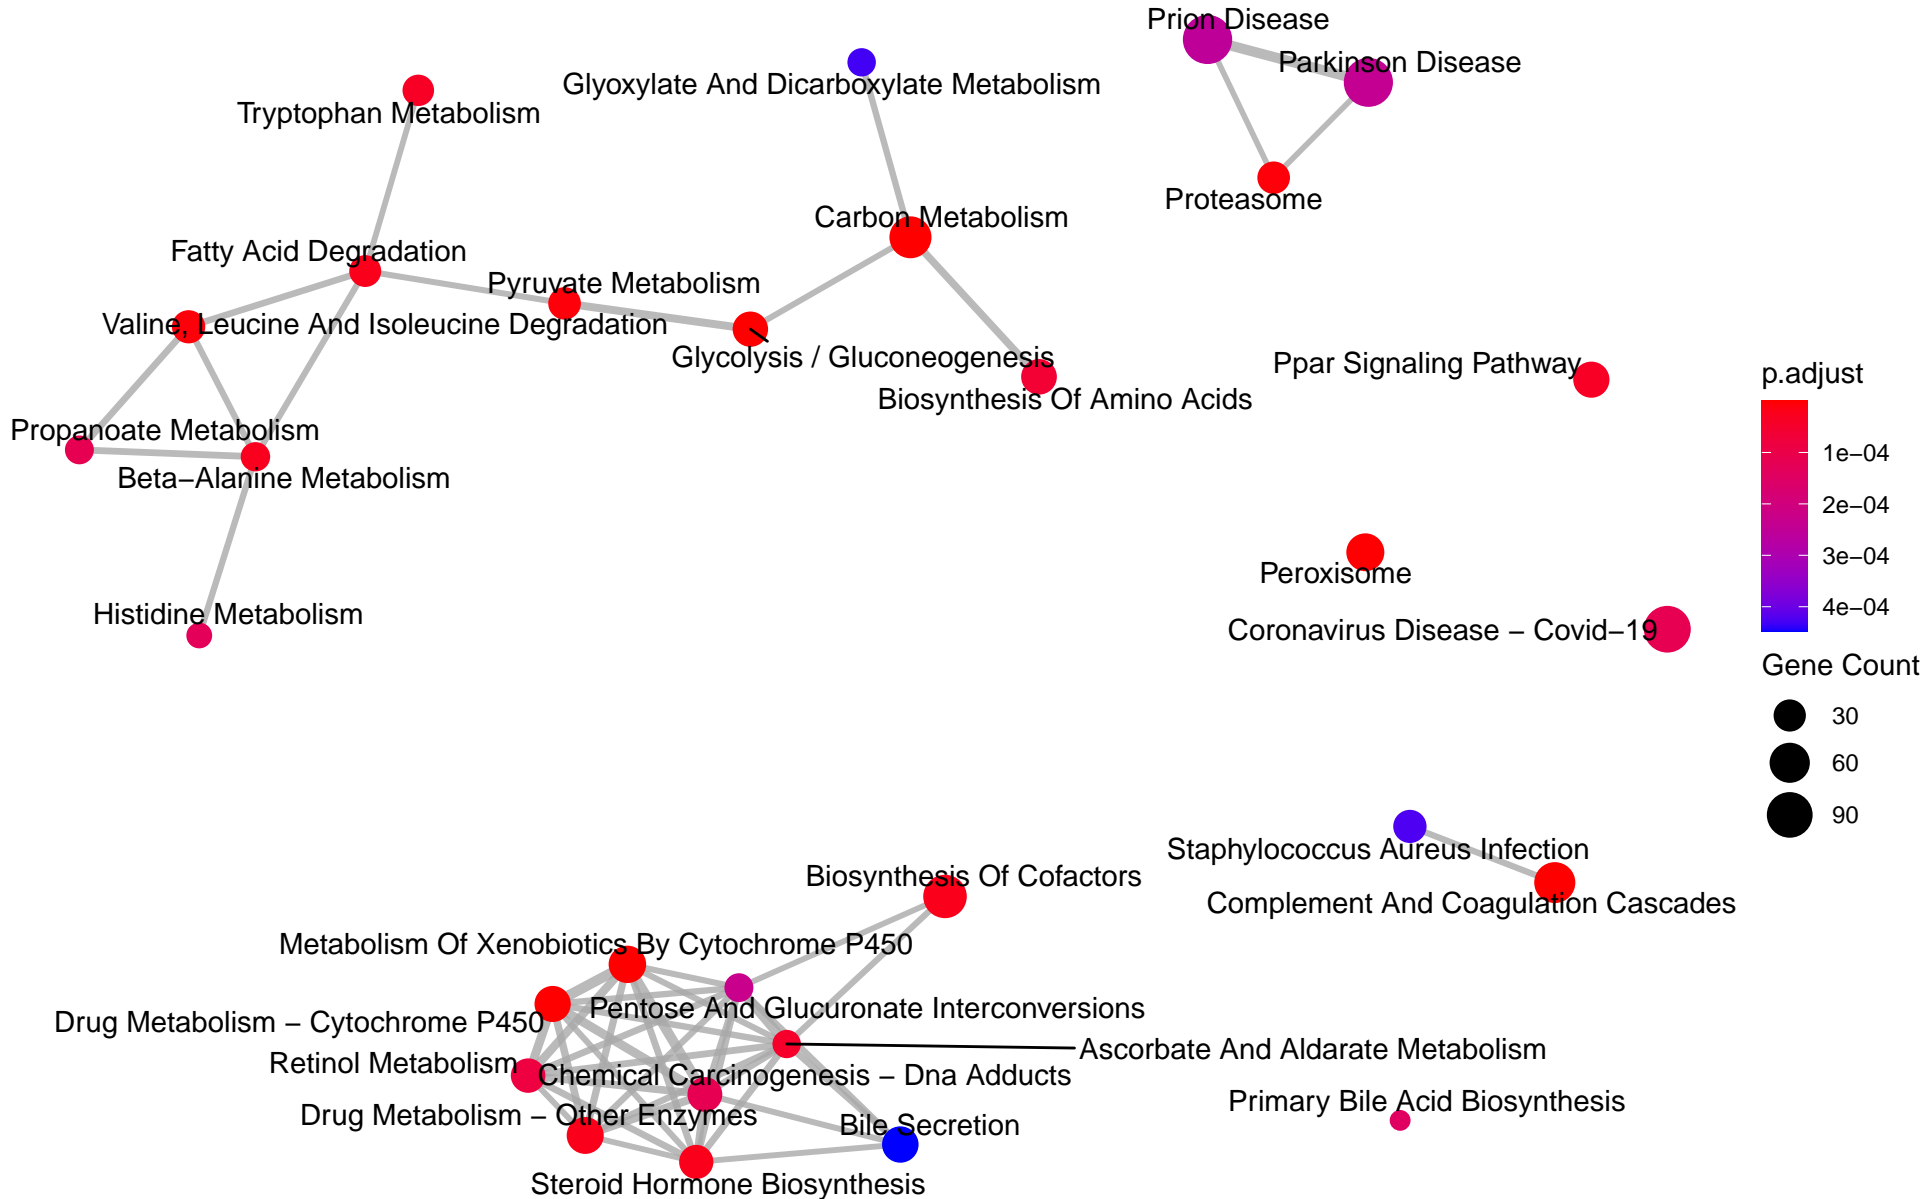 Prion Disease
Parkinson Disease
Glyoxylate And Dicarboxylate Metabolism
Tryptophan Metabolism
Proteasome
Carbon Metabolism
Fatty Acid Degradation
Pyruvate Metabolism
Valine, Leucine And Isoleucine Degradation
Glycolysis / Gluconeogenesis
Ppar Signaling Pathway
Biosynthesis Of Amino Acids
Propanoate Metabolism
Beta−Alanine Metabolism
Peroxisome
Histidine Metabolism
Coronavirus Disease − Covid−19
p.adjust
1e−04
2e−04
3e−04
4e−04
Gene Count
30
60
90
Staphylococcus Aureus Infection
Biosynthesis Of Cofactors
Complement And Coagulation Cascades
Metabolism Of Xenobiotics By Cytochrome P450
Pentose And Glucuronate Interconversions
Drug Metabolism − Cytochrome P450
Ascorbate And Aldarate Metabolism
Retinol Metabolism
Chemical Carcinogenesis − Dna Adducts
Primary Bile Acid Biosynthesis
Drug Metabolism − Other Enzymes
Bile Secretion
Steroid Hormone Biosynthesis